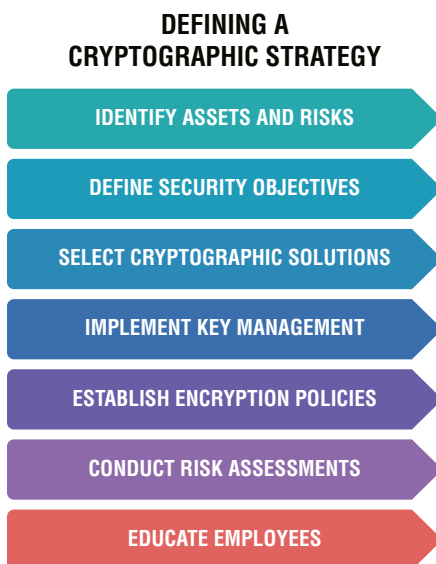 DEFINING A
CRYPTOGRAPHIC STRATEGY
IDENTIFY ASSETS AND RISKS
DEFINE SECURITY OBJECTIVES
SELECT CRYPTOGRAPHIC SOLUTIONS
IMPLEMENT KEY MANAGEMENT
ESTABLISH ENCRYPTION POLICIES
CONDUCT RISK ASSESSMENTS
EDUCATE EMPLOYEES